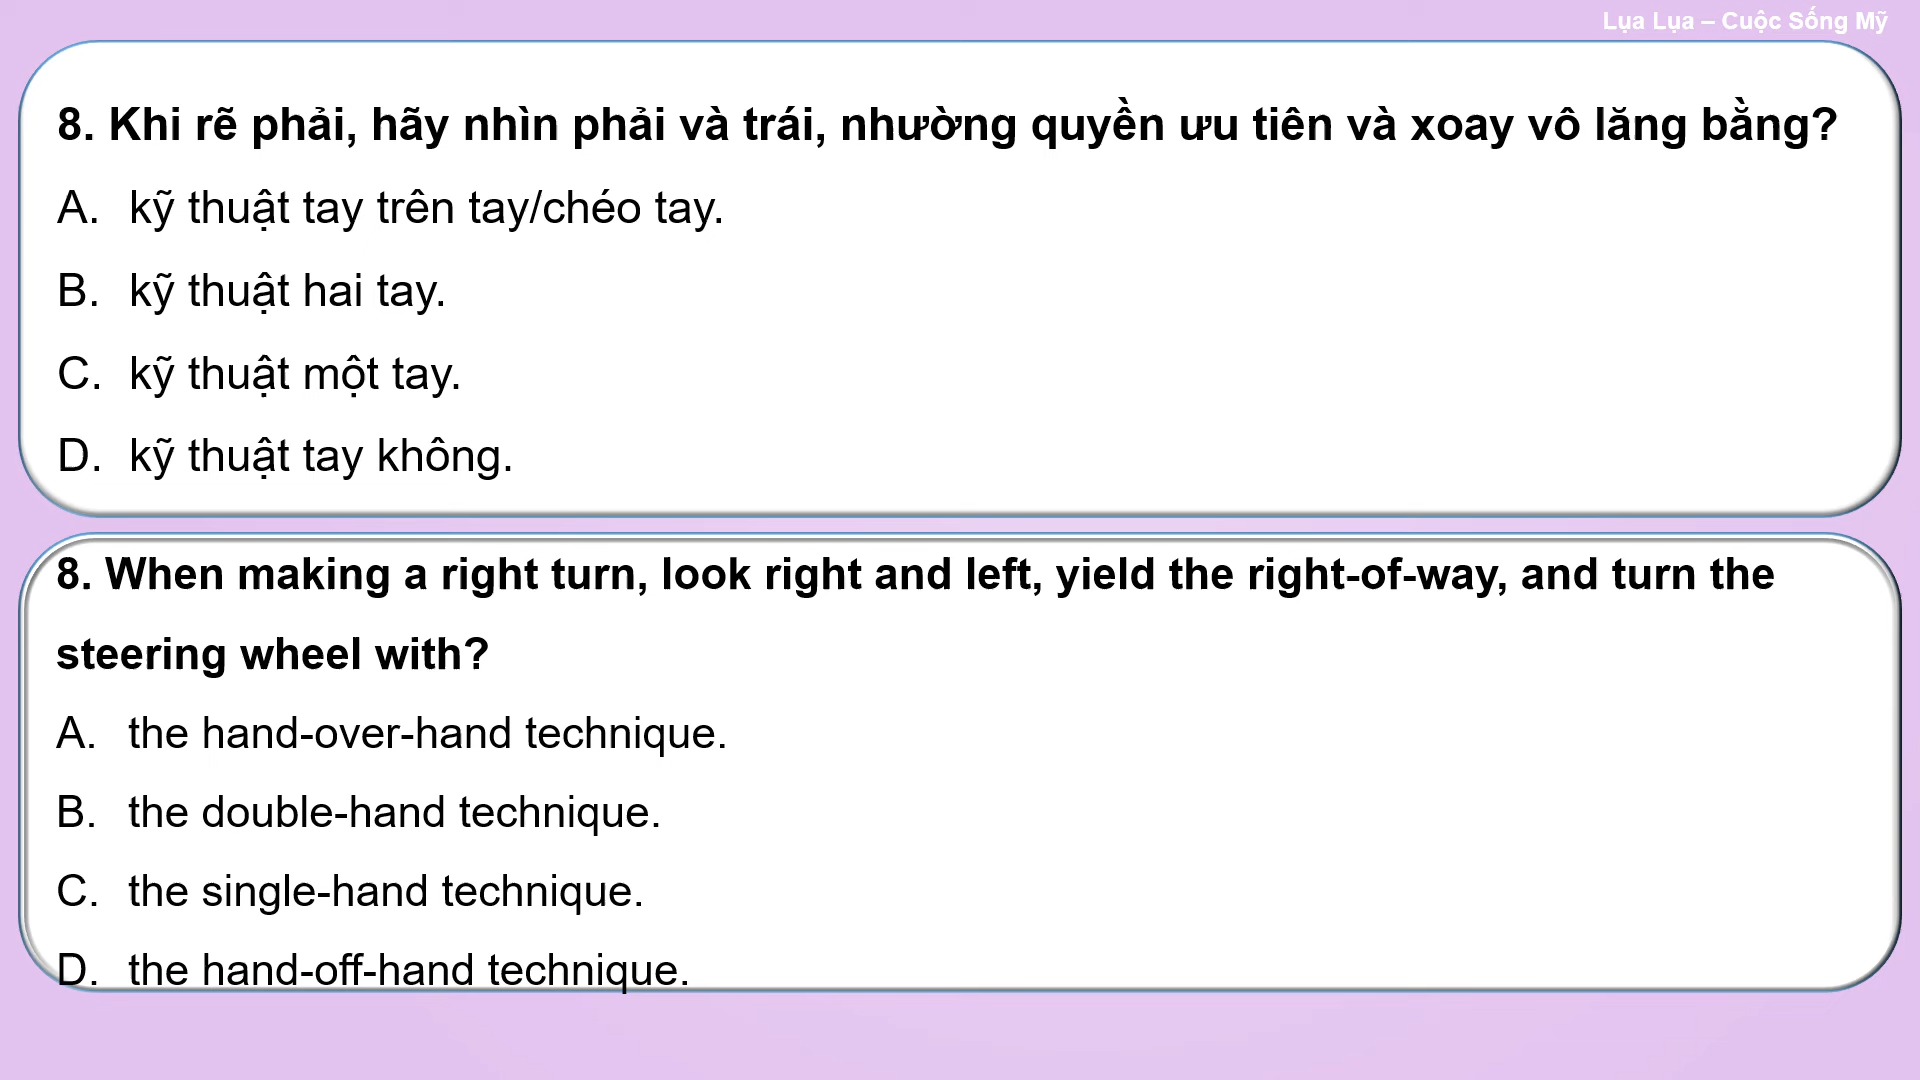 Lụa Lụa – Cuộc Sống Mỹ
8. Khi rẽ phải, hãy nhìn phải và trái, nhường quyền ưu tiên và xoay vô lăng bằng?
A. kỹ thuật tay trên tay/chéo tay.
B. kỹ thuật hai tay.
C. kỹ thuật một tay.
D. kỹ thuật tay không.
8. When making a right turn, look right and left, yield the right-of-way, and turn the
steering wheel with?
A. the hand-over-hand technique.
B. the double-hand technique.
C. the single-hand technique.
D. the hand-off-hand technique.